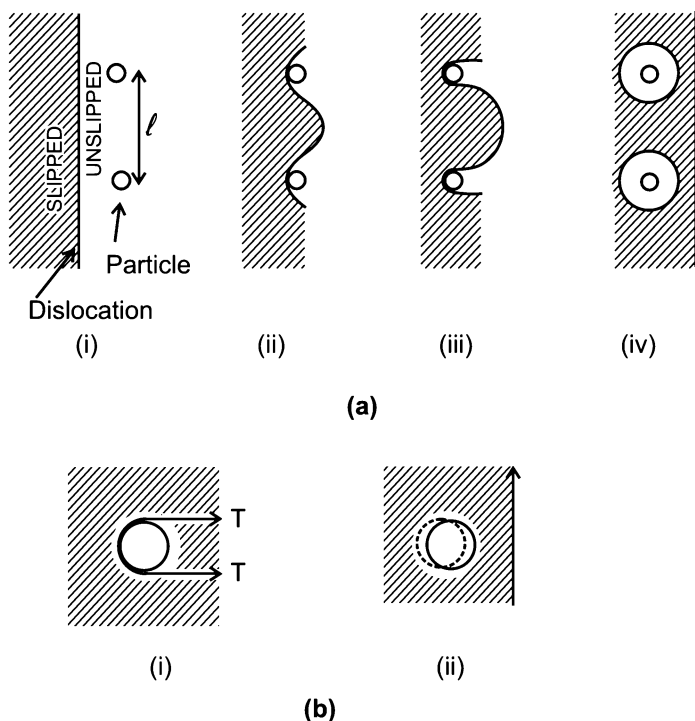 SLIPPED
UNSLIPPED
ℓ
Particle
Dislocation
(i)
(ii)
(iii)
(iv)
(a)
T
T
(i)
(ii)
(b)